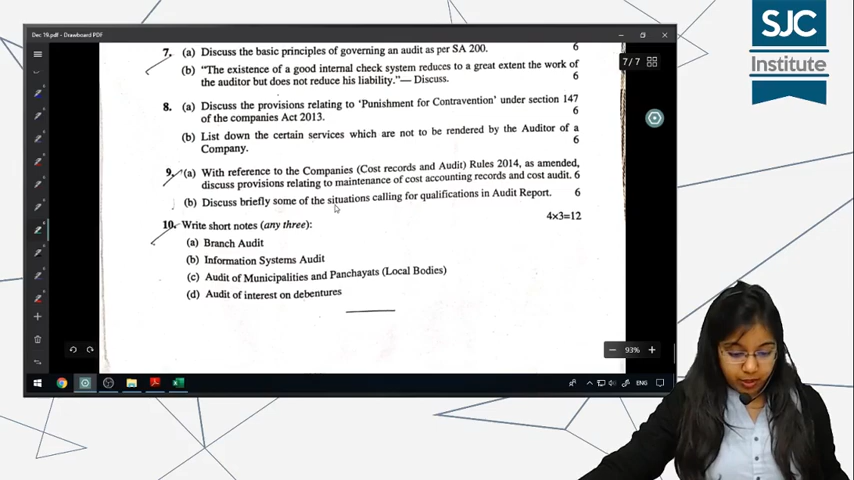 Dec 19.pdf - Drawboard PDF
SJC
Institute
7/7
7. (a) Discuss the basic principles of governing an audit as per SA 200. 6
(b) “The existence of a good internal check system reduces to a great extent the work of
the auditor but does not reduce his liability.”— Discuss. 6
8. (a) Discuss the provisions relating to ‘Punishment for Contravention’ under section 147
of the companies Act 2013. 6
(b) List down the certain services which are not to be rendered by the Auditor of a
Company. 6
9. (a) With reference to the Companies (Cost records and Audit) Rules 2014, as amended,
discuss provisions relating to maintenance of cost accounting records and cost audit. 6
(b) Discuss briefly some of the situations calling for qualifications in Audit Report. 6
10. Write short notes (any three): 4x3=12
(a) Branch Audit
(b) Information Systems Audit
(c) Audit of Municipalities and Panchayats (Local Bodies)
(d) Audit of interest on debentures
93%
ENG